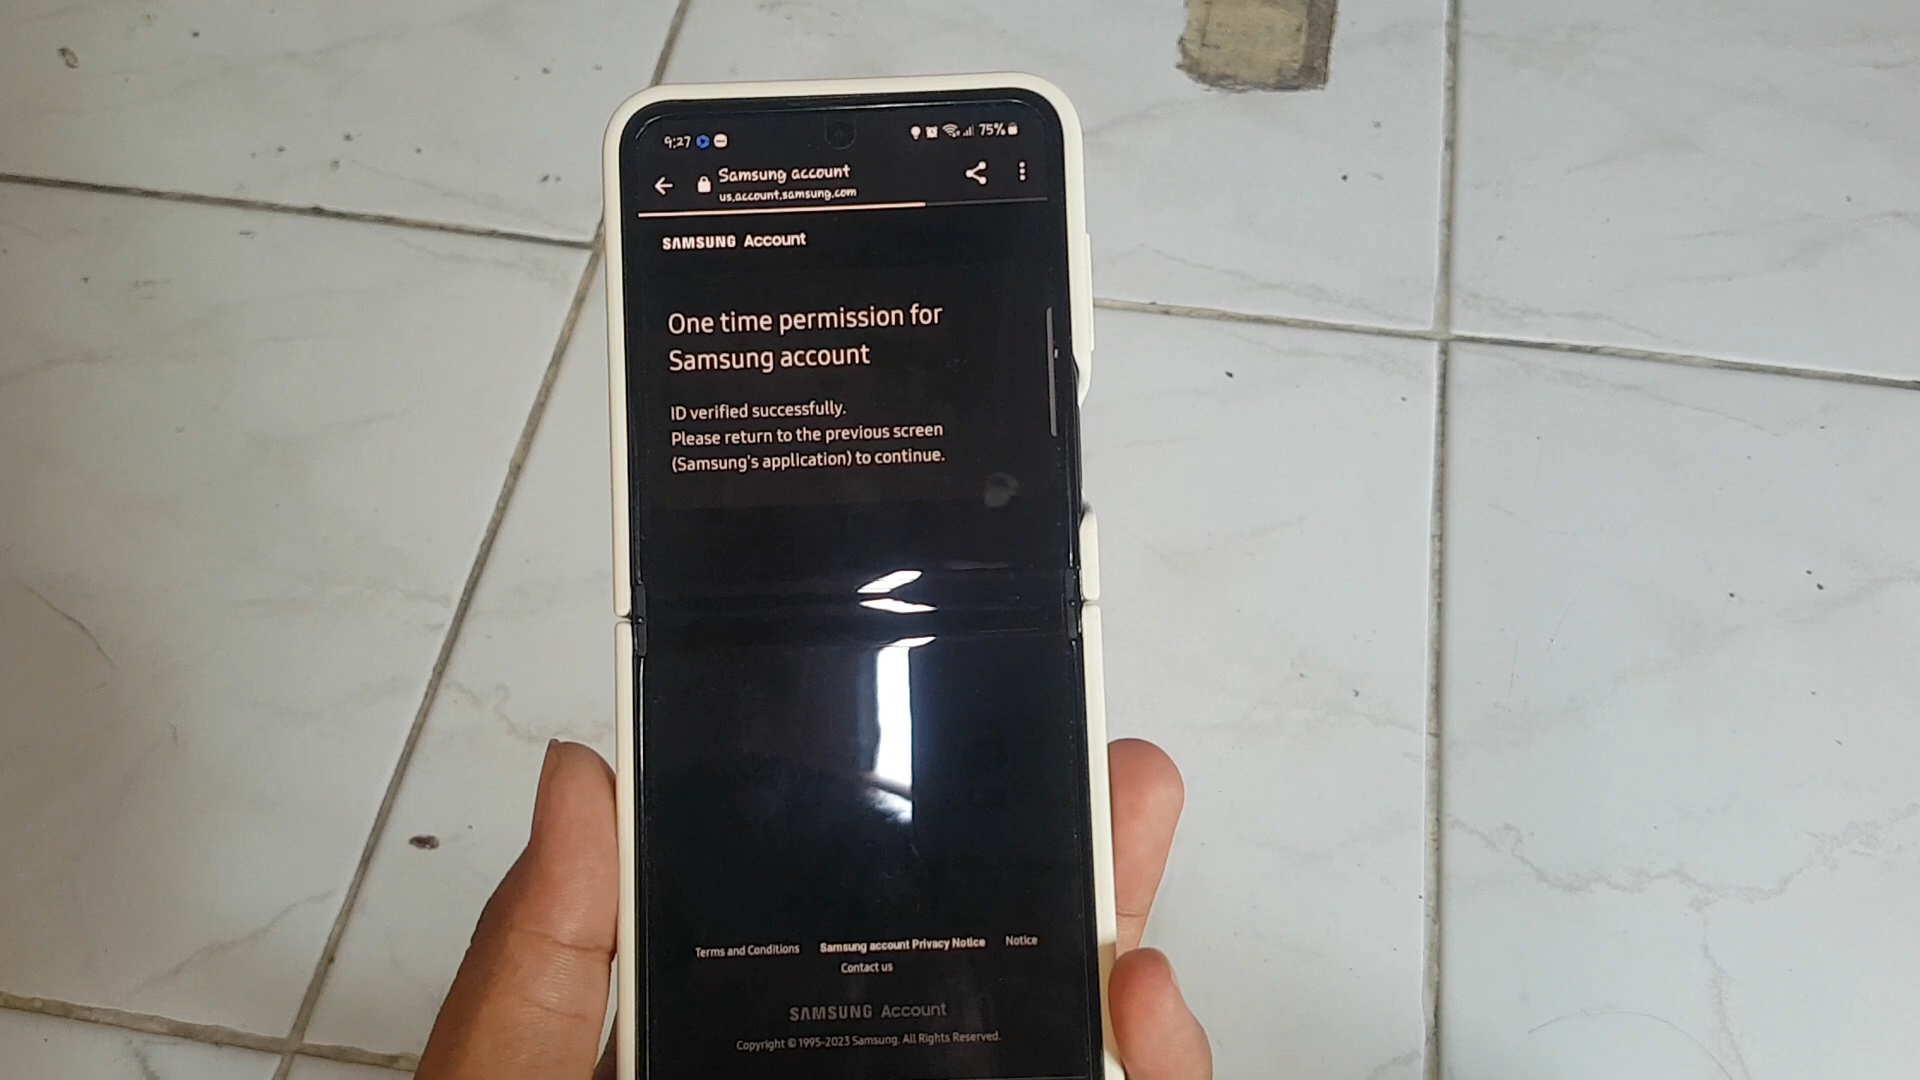 9:27 75%
Samsung account
us.account.samsung.com
SAMSUNG Account
One time permission for
Samsung account
ID verified successfully.
Please return to the previous screen
(Samsung's application) to continue.
Terms and Conditions Samsung account Privacy Notice Notice
Contact us
SAMSUNG Account
Copyright © 1995-2023 Samsung. All Rights Reserved.